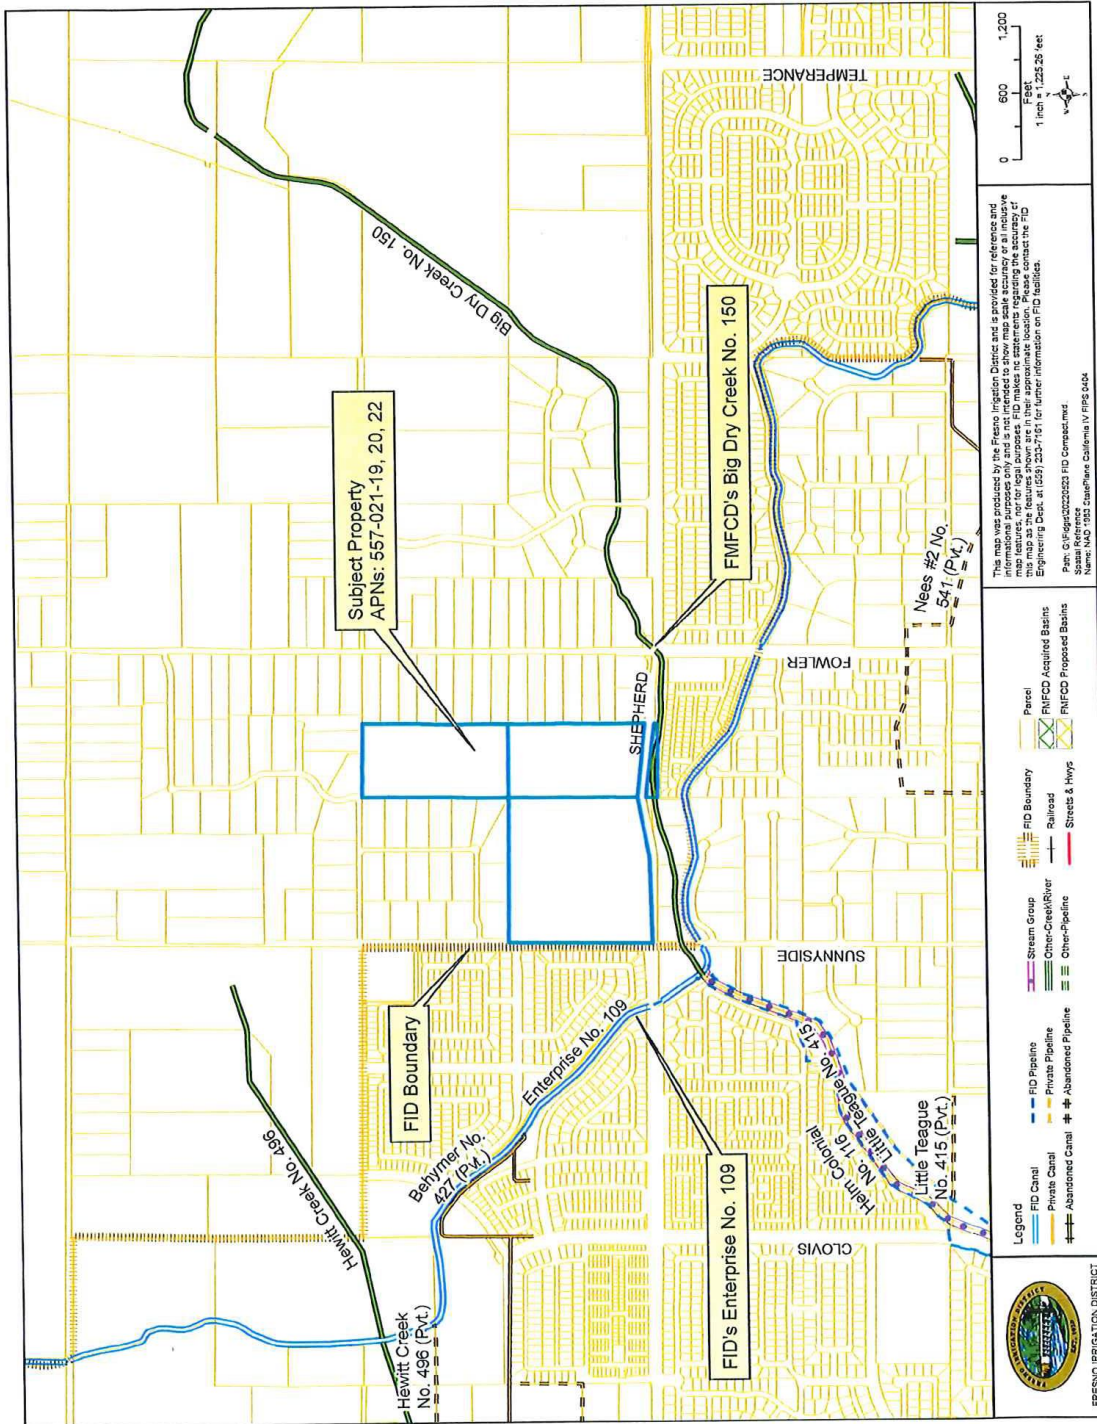 Big Dry Creek No. 150
Subject Property
APNs: 557-021-19, 20, 22
TEMPERANCE
FMFCD's Big Dry Creek No. 150
SHEPHERD
FOWLER
Nees #2 No.
541 (Pvt.)
FID Boundary
SUNNYSIDE
Hewitt Creek No. 496
Behymer No.
427 (Pvt.)
Enterprise No. 109
FID's Enterprise No. 109
Hewitt Creek
No. 496 (Pvt.)
CLOVIS
Helm Colonial
No. 116
Little Teague No. 415
Little Teague
No. 415 (Pvt.)
FRESNO IRRIGATION DISTRICT
FRESNO IRRIGATION DISTRICT
Legend
FID Canal
Private Canal
Abandoned Canal
FID Pipeline
Private Pipeline
Abandoned Pipeline
Stream Group
Other-Creek/River
Other-Pipeline
FID Boundary
Railroad
Streets & Hwys
Parcel
FMFCD Acquired Basins
FMFCD Proposed Basins
This map was produced by the Fresno Irrigation District and is provided for reference and
informational purposes only and is not intended to show map scale accuracy or all inclusive
map features, nor for legal purposes. FID makes no statements regarding the accuracy of
this map as the features shown are in their approximate location. Please contact the FID
Engineering Dept. at (559) 233-7161 for further information on FID facilities.
Spatial Reference
Name: NAD 1983 StatePlane California IV FIPS 0404
0 600 1,200
Feet
1 inch = 1,225.26 feet